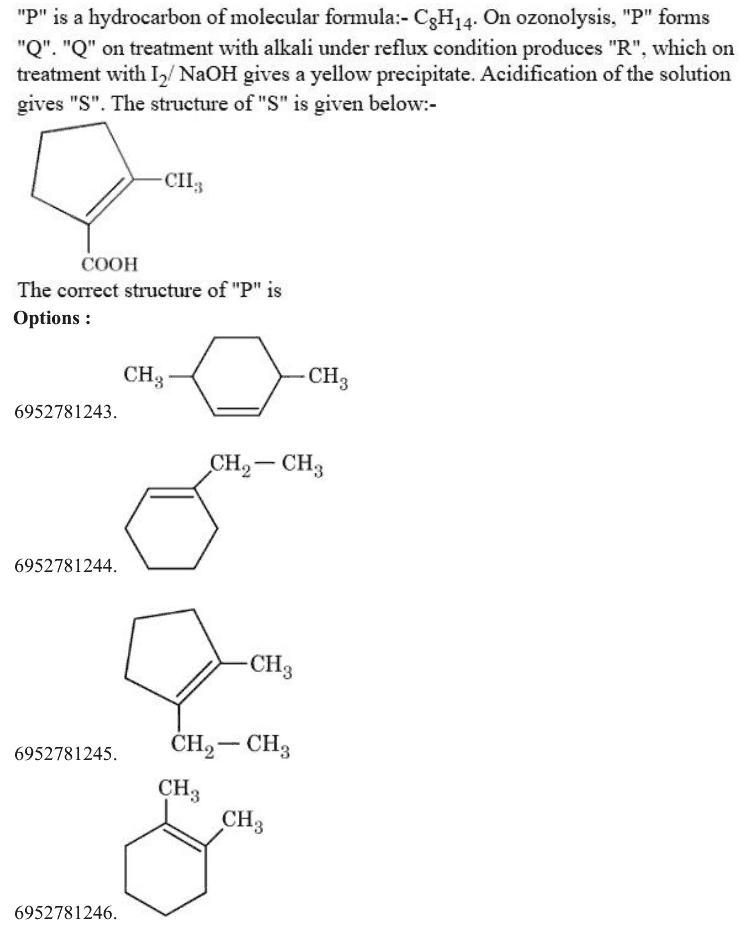 "P" is a hydrocarbon of molecular formula:- C₈H₁₄. On ozonolysis, "P" forms
"Q". "Q" on treatment with alkali under reflux condition produces "R", which on
treatment with I₂/ NaOH gives a yellow precipitate. Acidification of the solution
gives "S". The structure of "S" is given below:-
CH₃
COOH
The correct structure of "P" is
Options :
CH₃
CH₃
6952781243.
CH₂ — CH₃
6952781244.
CH₃
CH₂ — CH₃
6952781245.
CH₃
CH₃
6952781246.